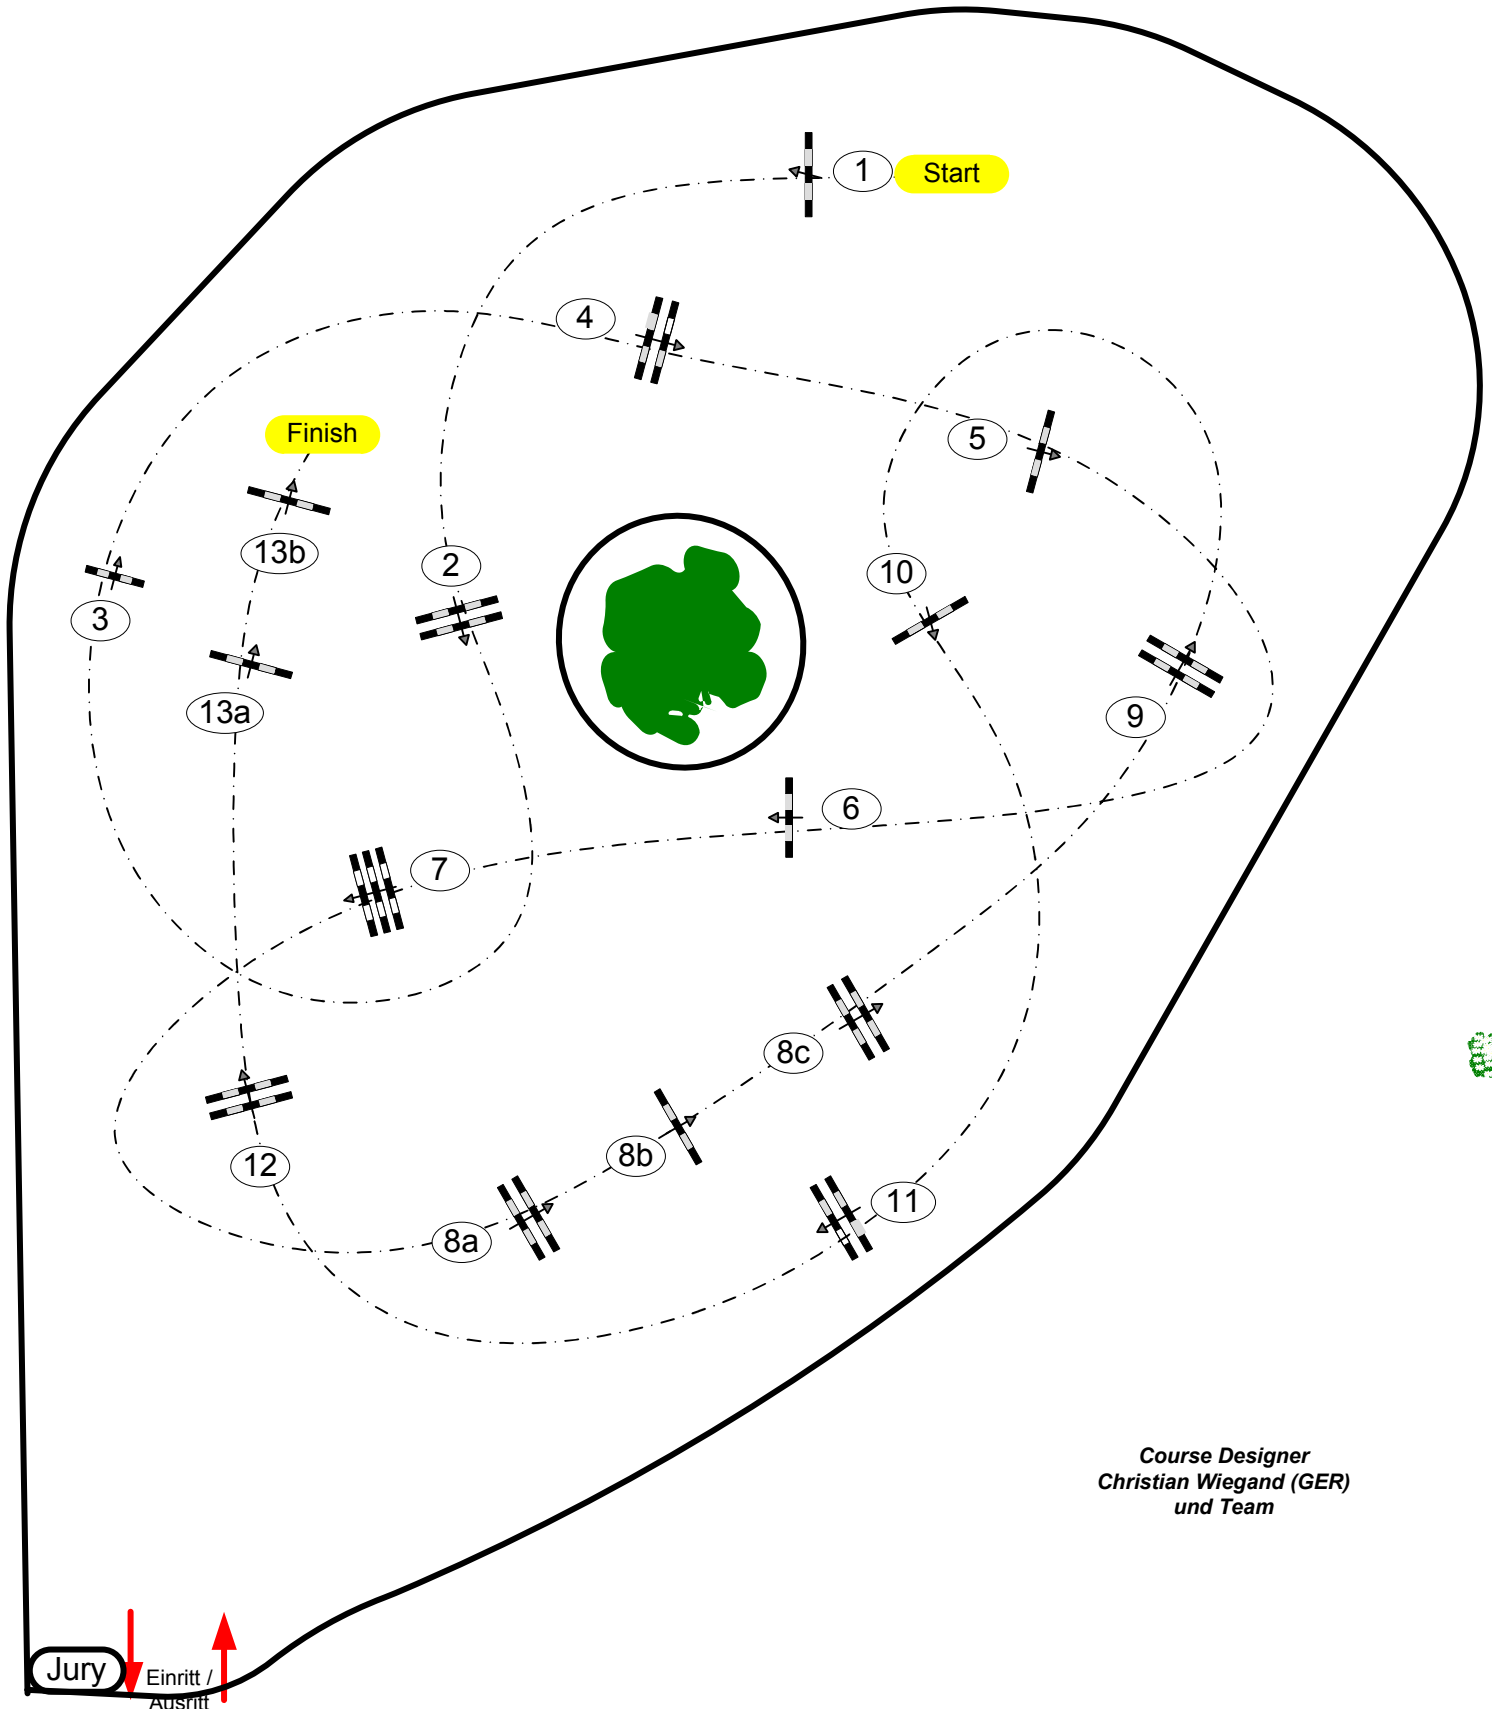 1
Start
4
5
Finish
13b
2
10
3
13a
9
6
7
8c
8b
12
11
8a
Course Designer
Christian Wiegand (GER)
und Team
Jury
Einritt /
Ausritt